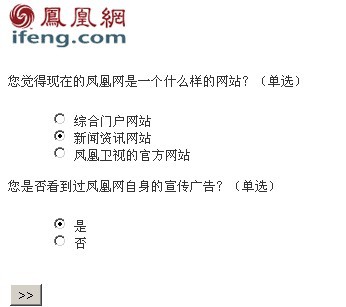 鳳凰網
ifeng.com
您觉得现在的凤凰网是一个什么样的网站？（单选）
综合门户网站
新闻资讯网站
凤凰卫视的官方网站
您是否看到过凤凰网自身的宣传广告？（单选）
是
否
>>